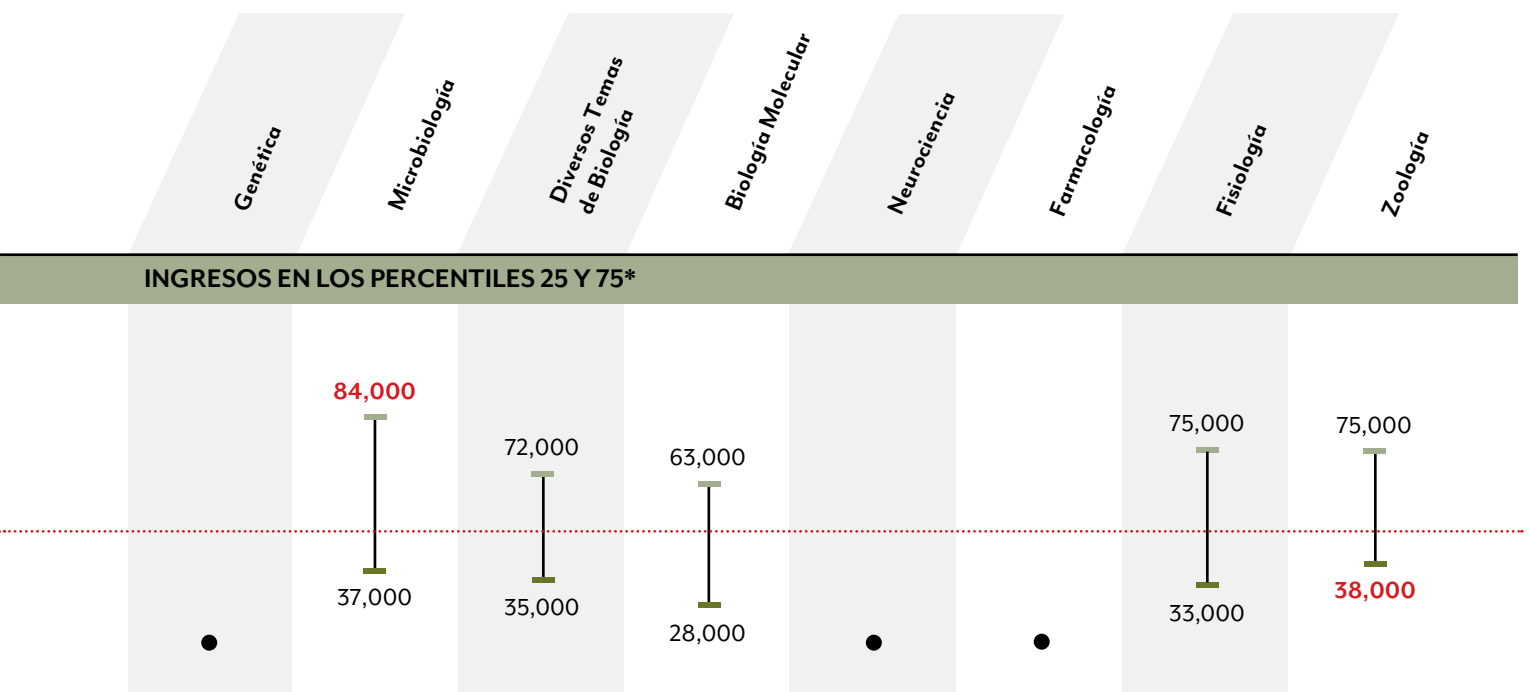 Genética
Microbiología
Diversos Temas
de Biología
Biología Molecular
Neurociencia
Farmacología
Fisiología
Zoología
INGRESOS EN LOS PERCENTILES 25 Y 75*
84,000
37,000
72,000
35,000
63,000
28,000
75,000
33,000
75,000
38,000